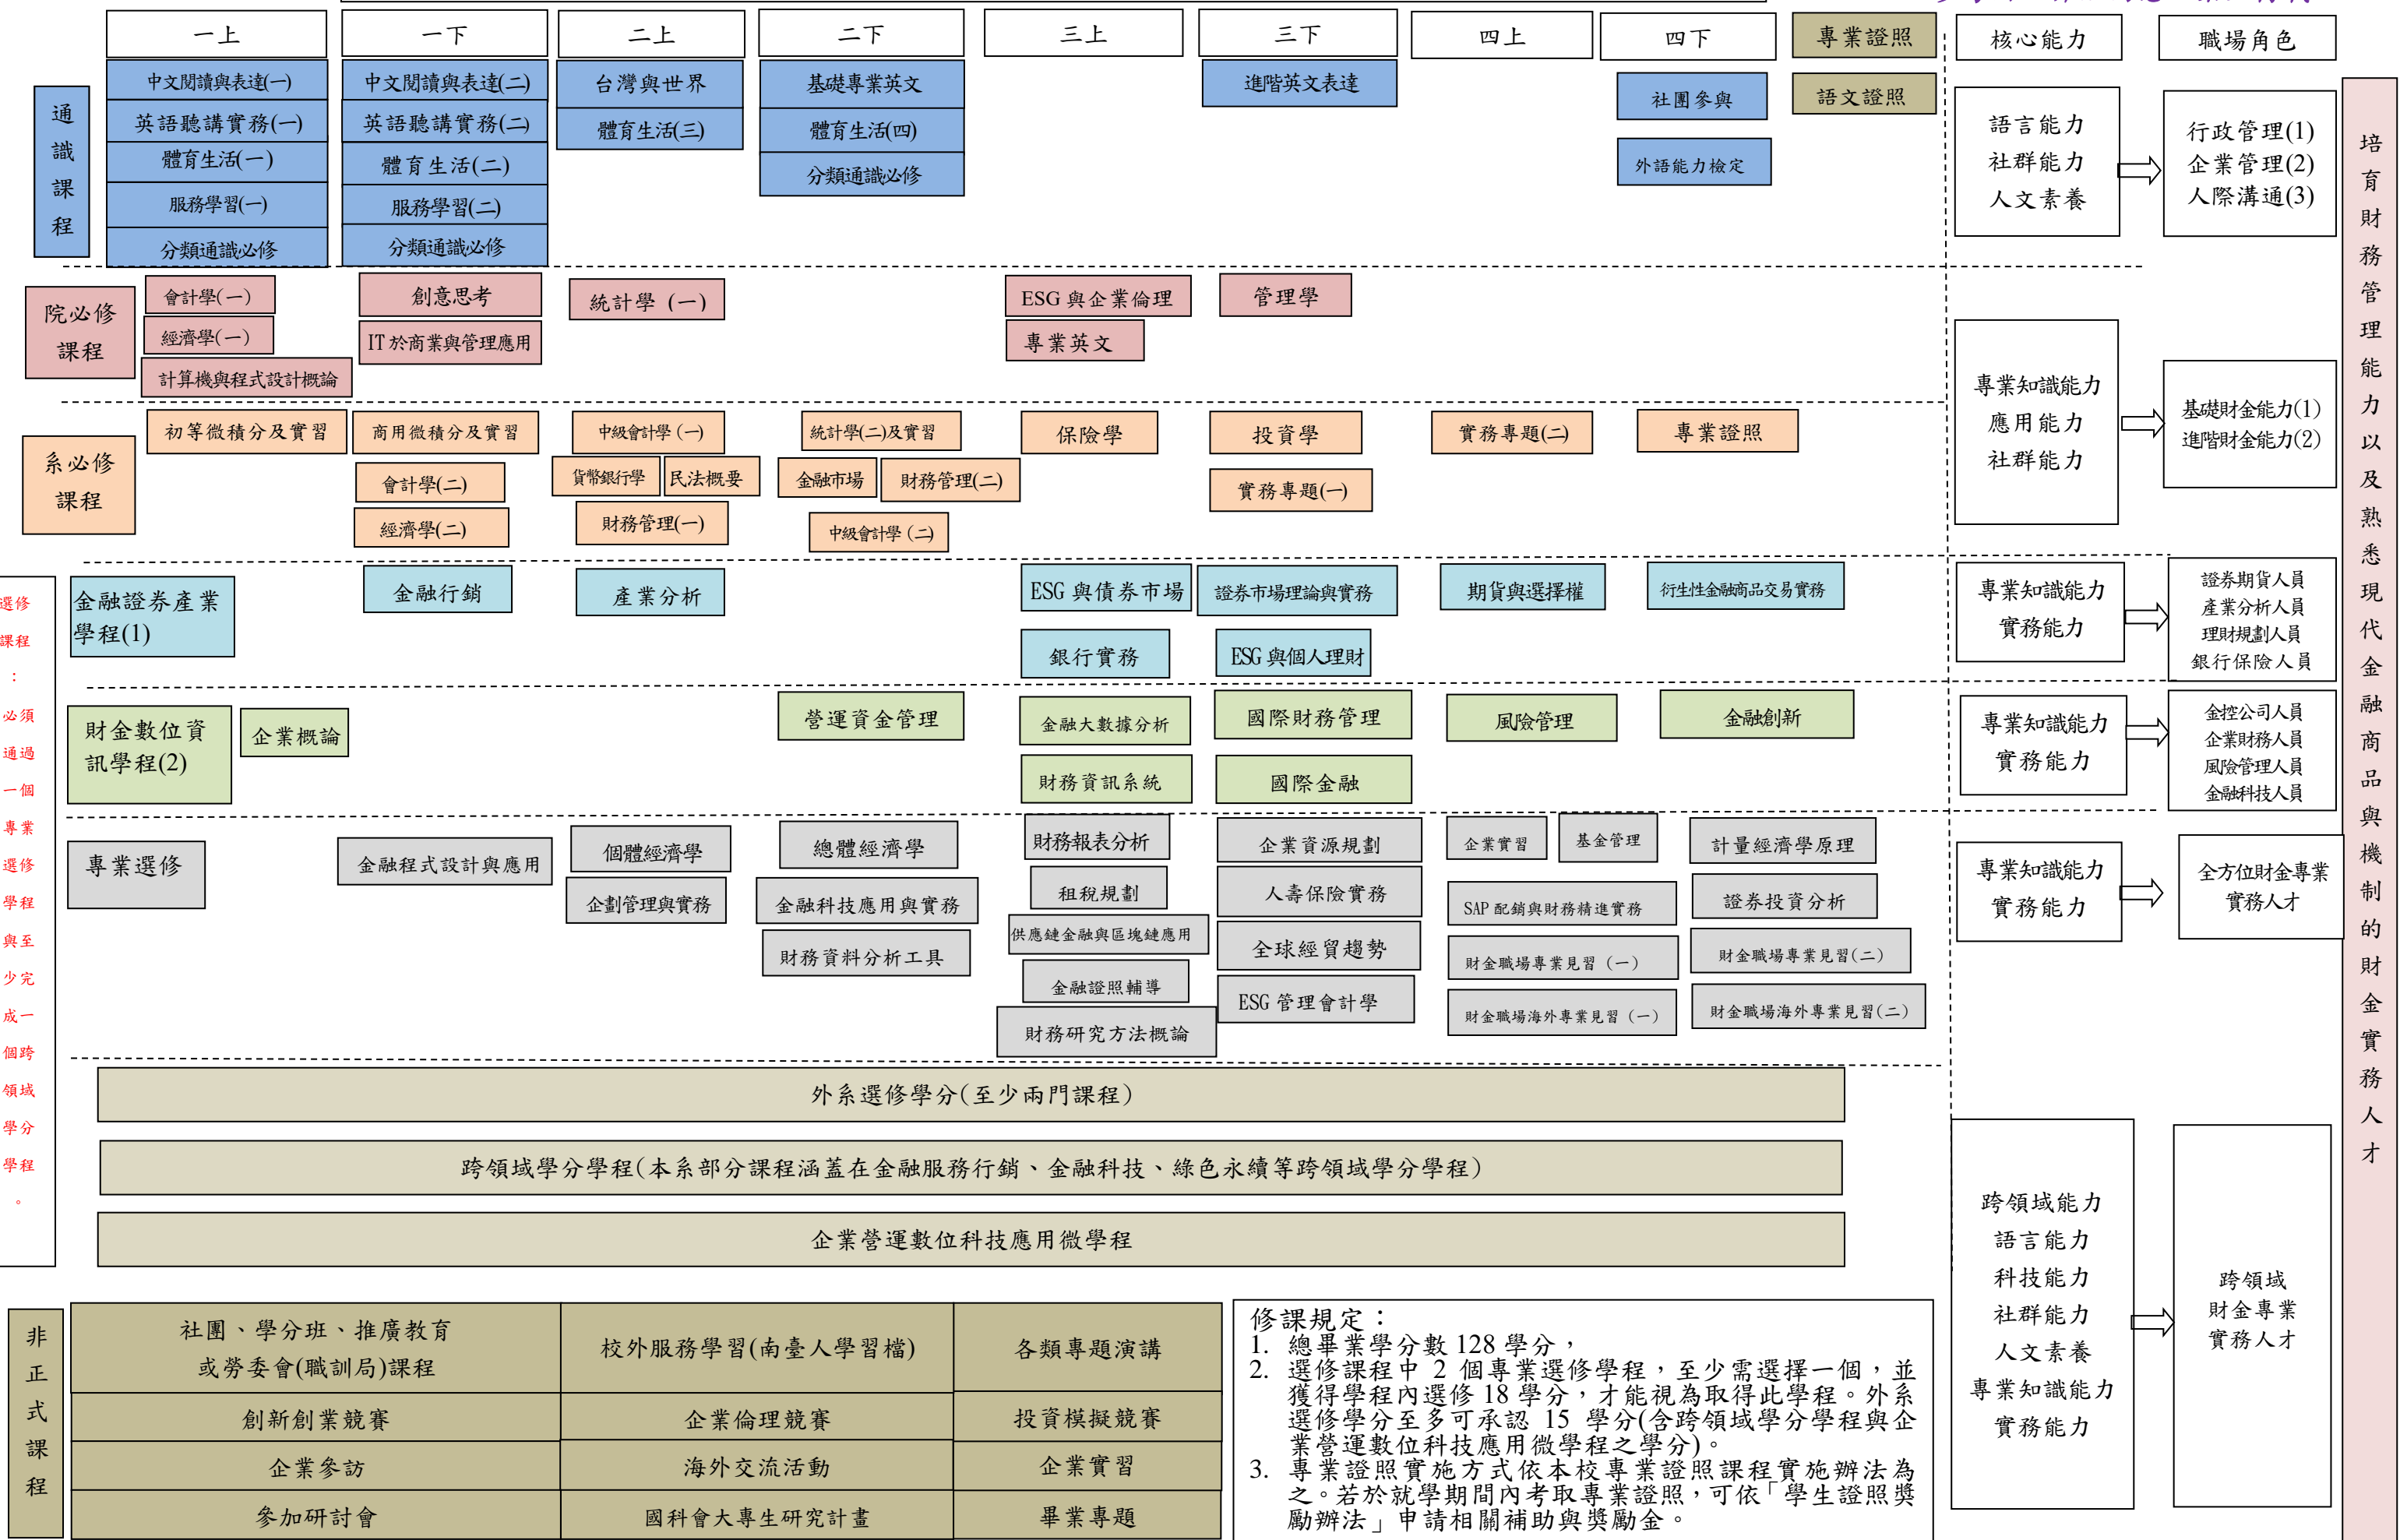 一上
一下
二上
二下
三上
三下
四上
四下
專業證照
核心能力
職場角色
通識課程
中文閱讀與表達(一)
英語聽講實務(一)
體育生活(一)
服務學習(一)
分類通識必修
中文閱讀與表達(二)
英語聽講實務(二)
體育生活(二)
服務學習(二)
分類通識必修
台灣與世界
體育生活(三)
基礎專業英文
體育生活(四)
分類通識必修
進階英文表達
社團參與
外語能力檢定
語文證照
語言能力
社群能力
人文素養
行政管理(1)
企業管理(2)
人際溝通(3)
院必修
課程
會計學(一)
經濟學(一)
計算機與程式設計概論
創意思考
IT 於商業與管理應用
統計學 (一)
ESG 與企業倫理
專業英文
管理學
系必修
課程
初等微積分及實習
商用微積分及實習
會計學(二)
經濟學(二)
中級會計學 (一)
貨幣銀行學
民法概要
財務管理(一)
統計學(二)及實習
金融市場
財務管理(二)
中級會計學 (二)
保險學
投資學
實務專題(一)
實務專題(二)
專業證照
專業知識能力
應用能力
社群能力
基礎財金能力(1)
進階財金能力(2)
選修
課程
：
必須
通過
一個
專業
選修
學程
與至
少完
成一
個跨
領域
學分
學程
。
金融證券產業
學程(1)
金融行銷
產業分析
ESG 與債券市場
銀行實務
證券市場理論與實務
ESG 與個人理財
期貨與選擇權
衍生性金融商品交易實務
專業知識能力
實務能力
證券期貨人員
產業分析人員
理財規劃人員
銀行保險人員
財金數位資
訊學程(2)
企業概論
營運資金管理
金融大數據分析
財務資訊系統
國際財務管理
國際金融
風險管理
金融創新
專業知識能力
實務能力
金控公司人員
企業財務人員
風險管理人員
金融科技人員
專業選修
金融程式設計與應用
個體經濟學
企劃管理與實務
總體經濟學
金融科技應用與實務
財務資料分析工具
財務報表分析
租稅規劃
供應鏈金融與區塊鏈應用
金融證照輔導
財務研究方法概論
企業資源規劃
人壽保險實務
全球經貿趨勢
ESG 管理會計學
企業實習
基金管理
SAP 配銷與財務精進實務
財金職場專業見習 (一)
財金職場海外專業見習 (一)
計量經濟學原理
證券投資分析
財金職場專業見習(二)
財金職場海外專業見習(二)
專業知識能力
實務能力
全方位財金專業
實務人才
外系選修學分(至少兩門課程)
跨領域學分學程(本系部分課程涵蓋在金融服務行銷、金融科技、綠色永續等跨領域學分學程)
企業營運數位科技應用微學程
跨領域能力
語言能力
科技能力
社群能力
人文素養
專業知識能力
實務能力
跨領域
財金專業
實務人才
培育財務管理能力以及熟悉現代金融商品與機制的財金實務人才
非正式課程
社團、學分班、推廣教育
或勞委會(職訓局)課程
校外服務學習(南臺人學習檔)
各類專題演講
創新創業競賽
企業倫理競賽
投資模擬競賽
企業參訪
海外交流活動
企業實習
參加研討會
國科會大專生研究計畫
畢業專題
修課規定：
1. 總畢業學分數 128 學分，
2. 選修課程中 2 個專業選修學程，至少需選擇一個，並
獲得學程內選修 18 學分，才能視為取得此學程。外系
選修學分至多可承認 15 學分(含跨領域學分學程與企
業營運數位科技應用微學程之學分)。
3. 專業證照實施方式依本校專業證照課程實施辦法為
之。若於就學期間內考取專業證照，可依「學生證照獎
勵辦法」申請相關補助與獎勵金。